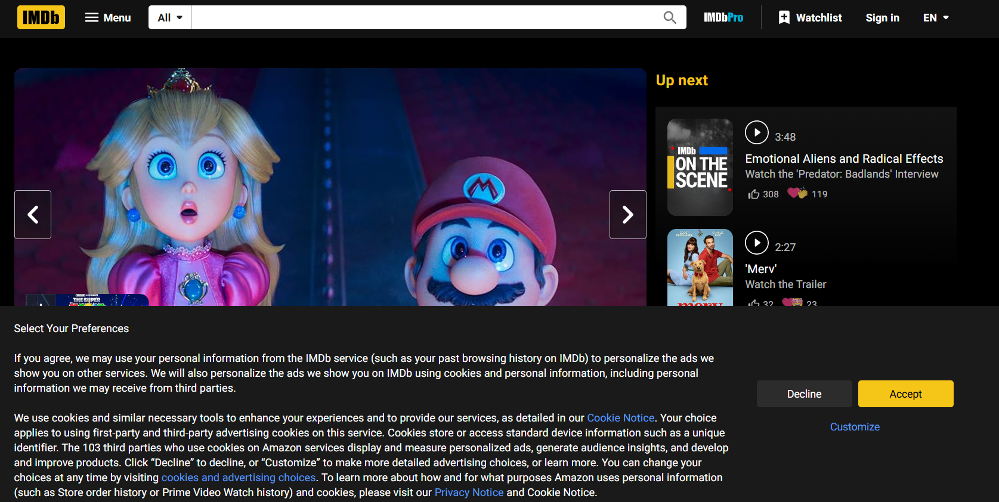 IMDb
Menu
All
IMDbPro
Watchlist
Sign in
EN
M
THE SUPER
Up next
IMDb
ON THE
SCENE
3:48
Emotional Aliens and Radical Effects
Watch the 'Predator: Badlands' Interview
308
119
ZOOEY DESCHANEL
CHARLIE COX
merv
2:27
'Merv'
Watch the Trailer
32
23
Select Your Preferences
If you agree, we may use your personal information from the IMDb service (such as your past browsing history on IMDb) to personalize the ads we
show you on other services. We will also personalize the ads we show you on IMDb using cookies and personal information, including personal
information we may receive from third parties.
We use cookies and similar necessary tools to enhance your experiences and to provide our services, as detailed in our Cookie Notice. Your choice
applies to using first-party and third-party advertising cookies on this service. Cookies store or access standard device information such as a unique
identifier. The 103 third parties who use cookies on Amazon services display and measure personalized ads, generate audience insights, and develop
and improve products. Click “Decline” to decline, or “Customize” to make more detailed advertising choices, or learn more. You can change your
choices at any time by visiting cookies and advertising choices. To learn more about how and for what purposes Amazon uses personal information
(such as Store order history or Prime Video Watch history) and cookies, please visit our Privacy Notice and Cookie Notice.
Decline
Accept
Customize